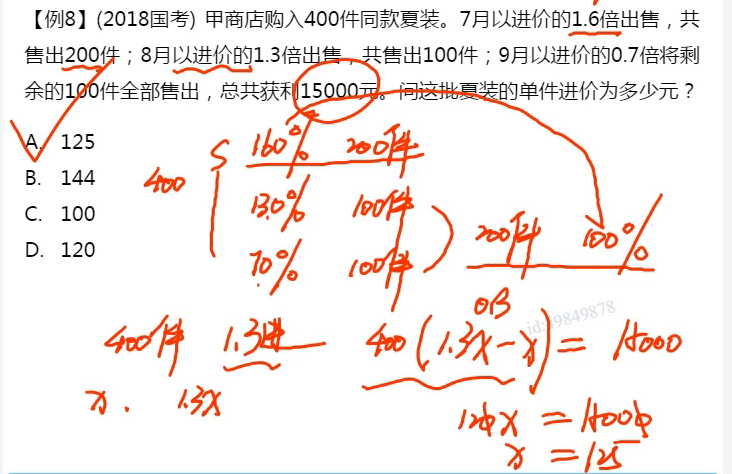 【例8】(2018国考) 甲商店购入400件同款夏装。7月以进价的1.6倍出售，共
售出200件；8月以进价的1.3倍出售，共售出100件；9月以进价的0.7倍将剩
余的100件全部售出，总共获利15000元。问这批夏装的单件进价为多少元？
A. 125
B. 144
C. 100
D. 120
160% 200件
400
130% 100件
70% 100件
200件 100%
id:49849878
400件 1.3进
400(1.3X-X)=15000
X. 1.3X
120X=15000
X=125